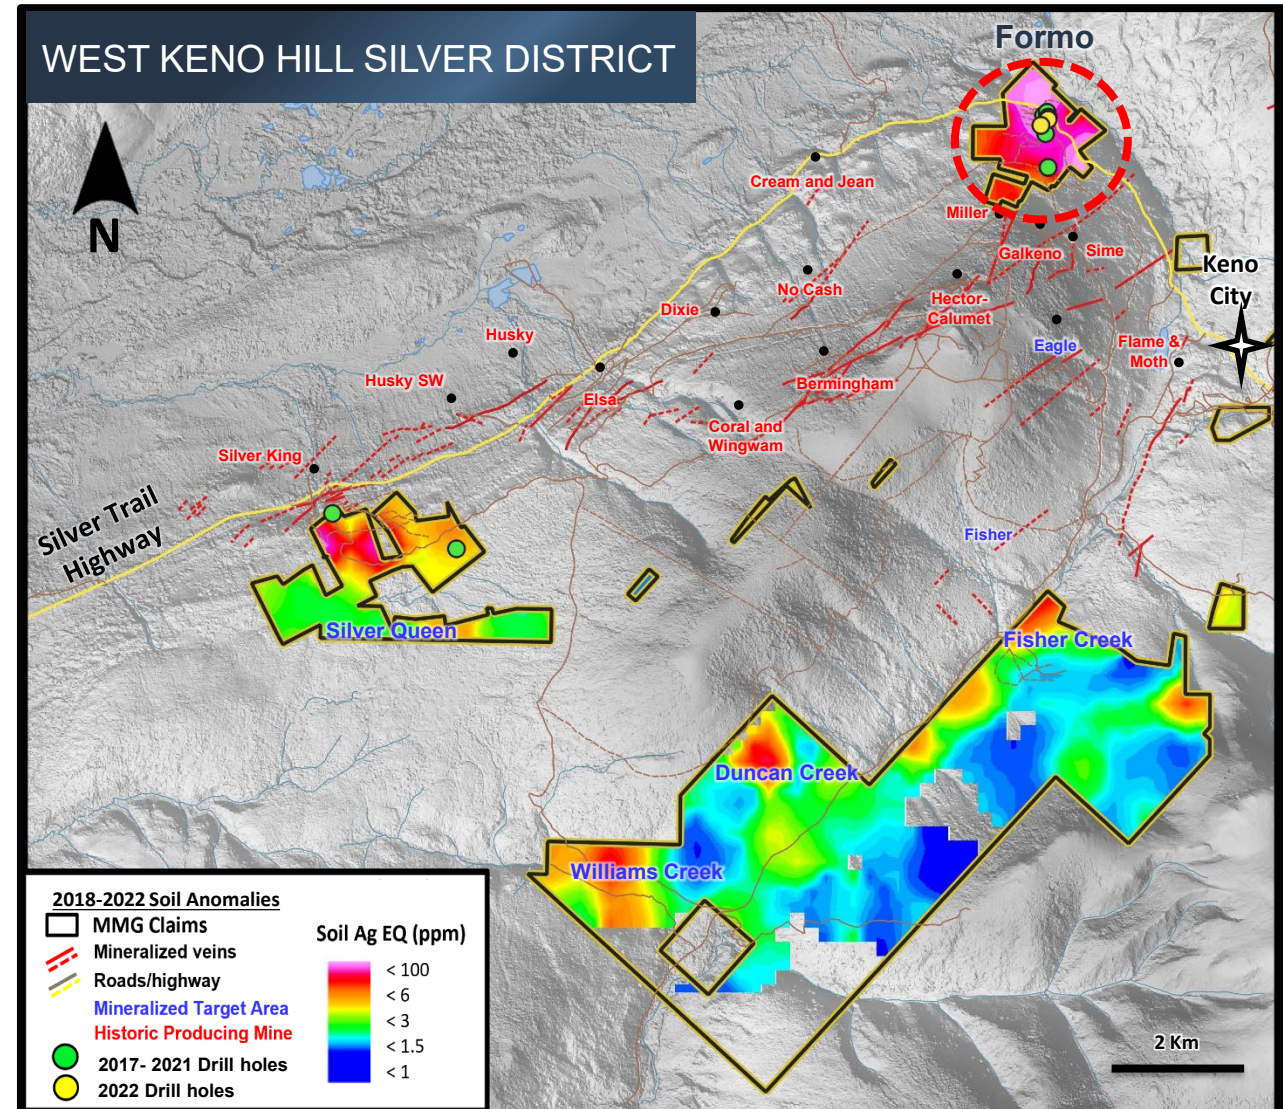 WEST KENO HILL SILVER DISTRICT
Formo
N
Cream and Jean
Miller
Galkeno
Sime
Keno
City
No Cash
Hector-
Calumet
Dixie
Eagle
Flame &
Moth
Husky
Husky SW
Bermingham
Elsa
Coral and
Wingwam
Silver King
Silver Trail
Highway
Fisher
Silver Queen
Fisher Creek
Duncan Creek
Williams Creek
2018-2022 Soil Anomalies
MMG Claims
Mineralized veins
Roads/highway
Mineralized Target Area
Historic Producing Mine
2017- 2021 Drill holes
2022 Drill holes
Soil Ag EQ (ppm)
< 100
< 6
< 3
< 1.5
< 1
2 Km